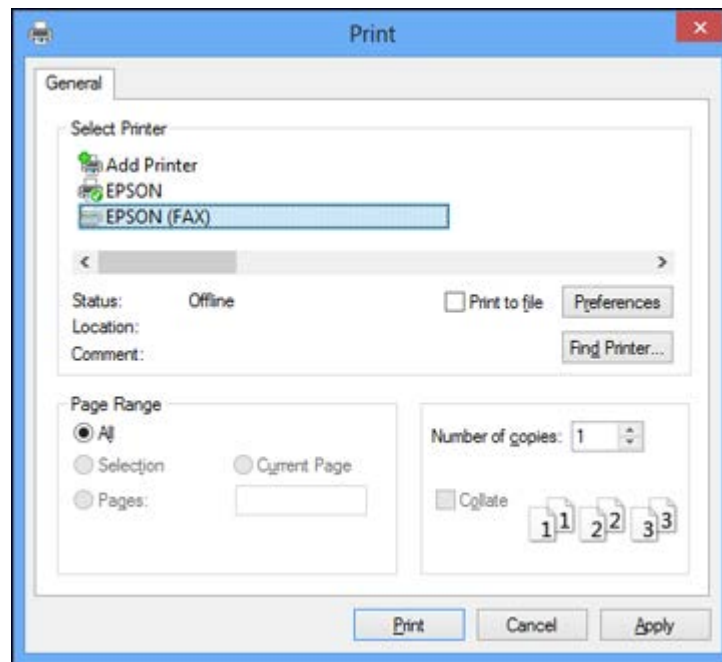 Print
General
Select Printer
Add Printer
EPSON
EPSON (FAX)
Status: Offline
Print to file
Preferences
Location:
Comment:
Find Printer...
Page Range
All
Selection
Current Page
Pages:
Number of copies: 1
Collate
1 1 2 2 3 3
Print
Cancel
Apply